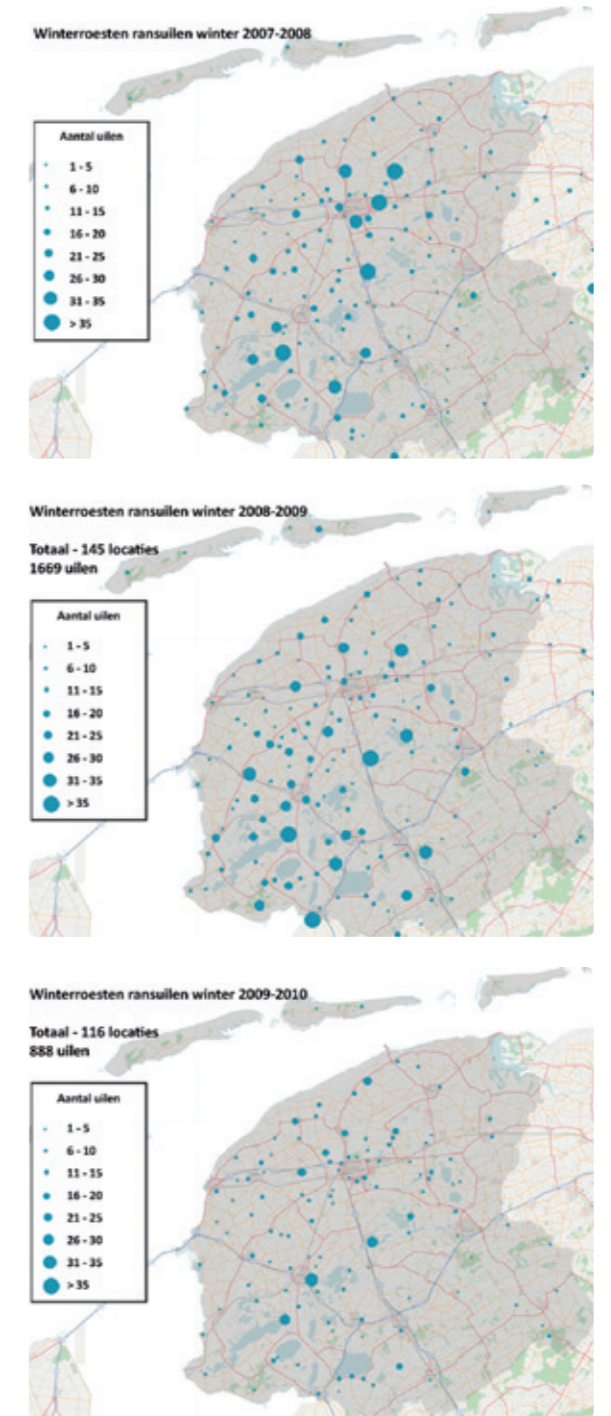 Winterroesten ransuilen winter 2007-2008
Aantal uilen
1 - 5
6 - 10
11 - 15
16 - 20
21 - 25
26 - 30
31 - 35
> 35
Winterroesten ransuilen winter 2008-2009
Totaal - 145 locaties
1669 uilen
Aantal uilen
1 - 5
6 - 10
11 - 15
16 - 20
21 - 25
26 - 30
31 - 35
> 35
Winterroesten ransuilen winter 2009-2010
Totaal - 116 locaties
888 uilen
Aantal uilen
1 - 5
6 - 10
11 - 15
16 - 20
21 - 25
26 - 30
31 - 35
> 35